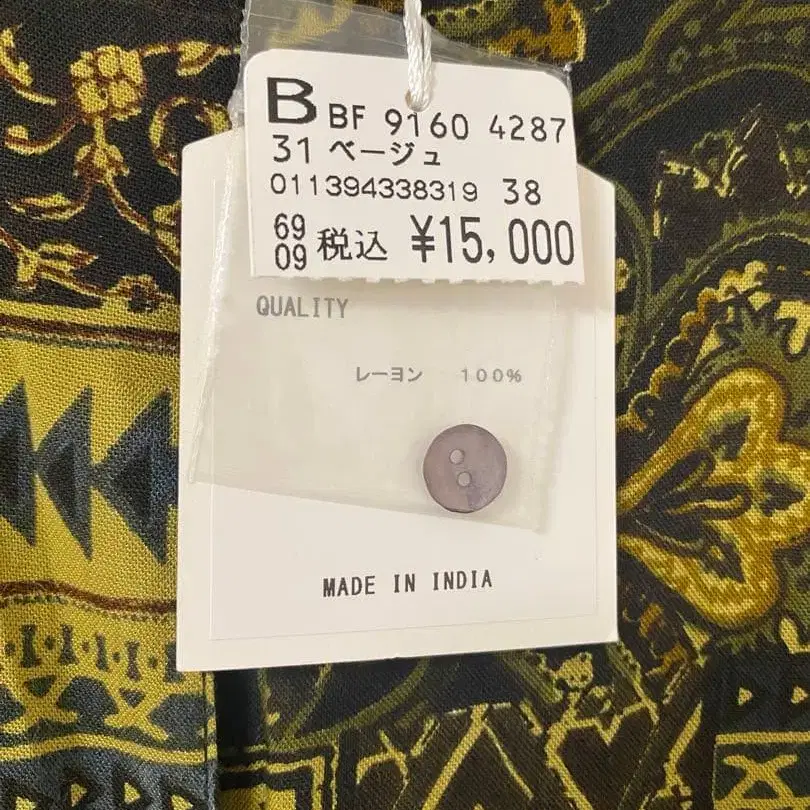 B BF 9160 4287
31 ベージュ
011394338319 38
69
09 税込 ¥15,000
QUALITY
レーヨン 100%
MADE IN INDIA